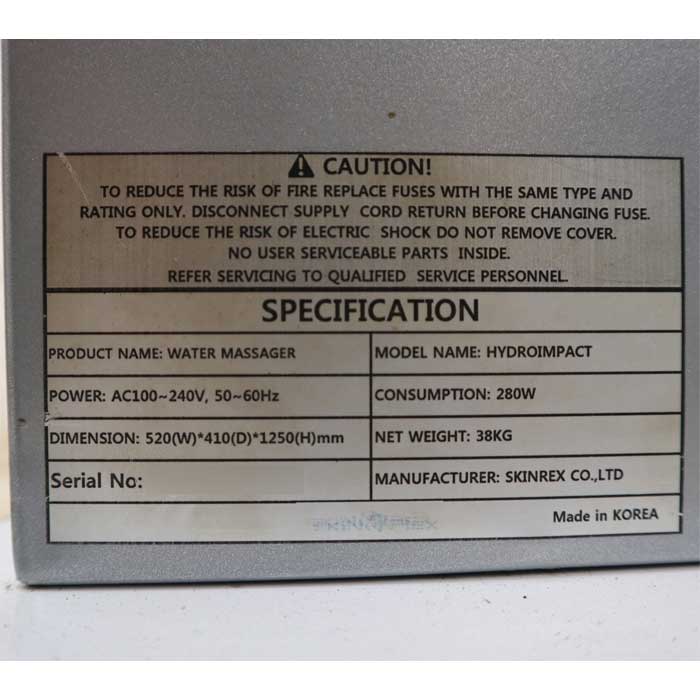 ⚠ CAUTION!
TO REDUCE THE RISK OF FIRE REPLACE FUSES WITH THE SAME TYPE AND
RATING ONLY. DISCONNECT SUPPLY CORD RETURN BEFORE CHANGING FUSE.
TO REDUCE THE RISK OF ELECTRIC SHOCK DO NOT REMOVE COVER.
NO USER SERVICEABLE PARTS INSIDE.
REFER SERVICING TO QUALIFIED SERVICE PERSONNEL.
SPECIFICATION
PRODUCT NAME: WATER MASSAGER
MODEL NAME: HYDROIMPACT
POWER: AC100~240V, 50~60Hz
CONSUMPTION: 280W
DIMENSION: 520(W)*410(D)*1250(H)mm
NET WEIGHT: 38KG
Serial No:
MANUFACTURER: SKINREX CO.,LTD
Made in KOREA